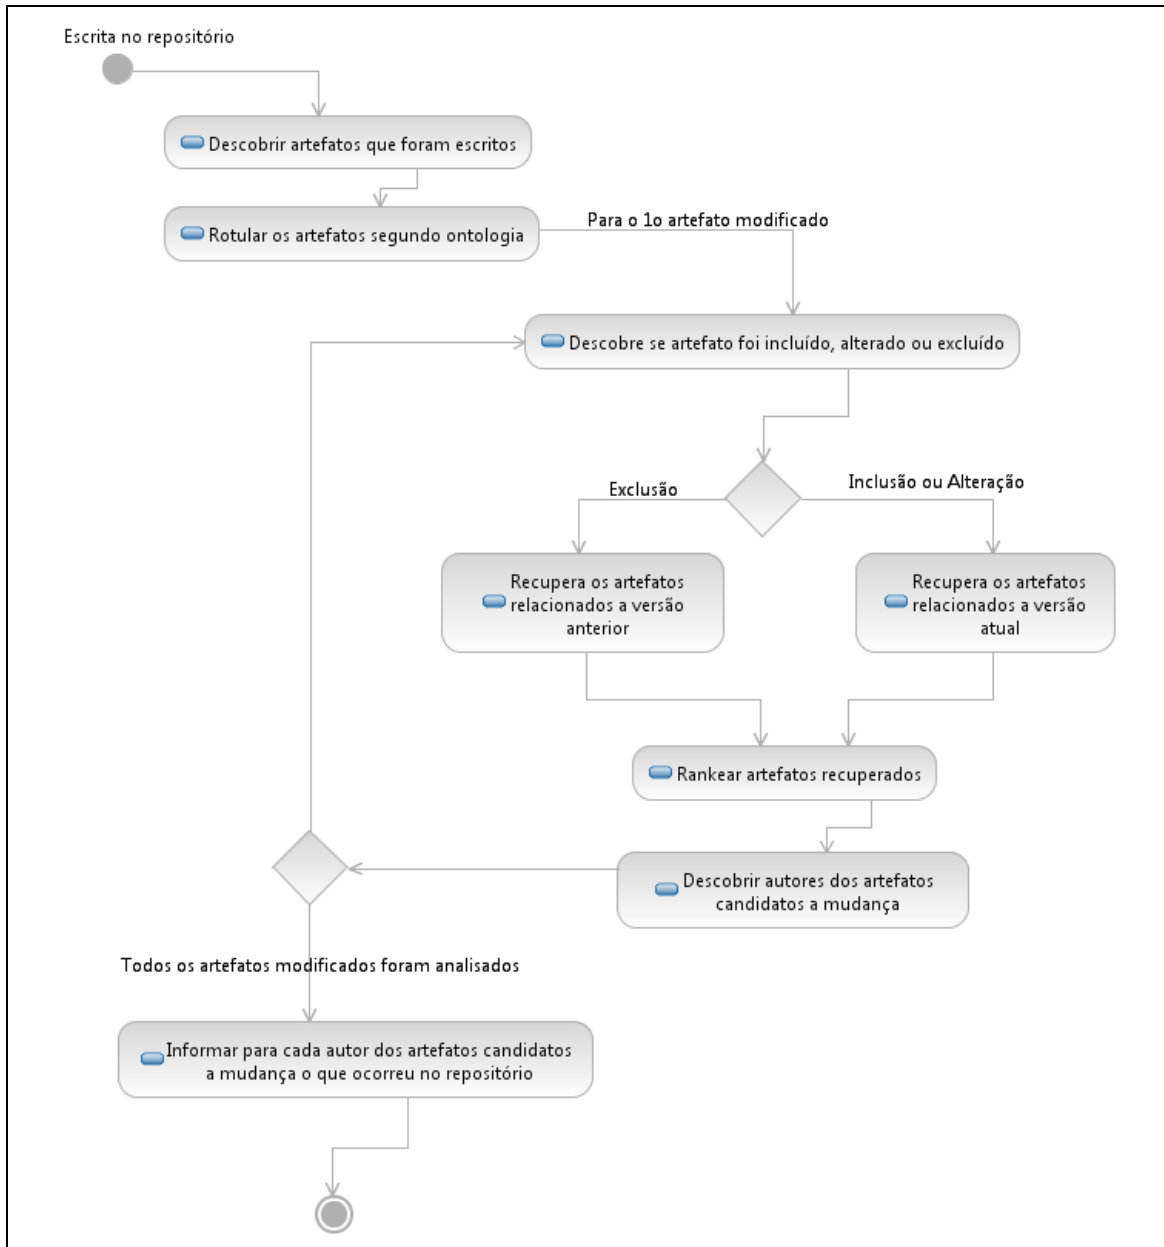 Escrita no repositório
Descobrir artefatos que foram escritos
Rotular os artefatos segundo ontologia
Para o 1o artefato modificado
Descobre se artefato foi incluído, alterado ou excluído
Exclusão
Inclusão ou Alteração
Recupera os artefatos
relacionados a versão
anterior
Recupera os artefatos
relacionados a versão
atual
Rankear artefatos recuperados
Descobrir autores dos artefatos
candidatos a mudança
Todos os artefatos modificados foram analisados
Informar para cada autor dos artefatos candidatos
a mudança o que ocorreu no repositório